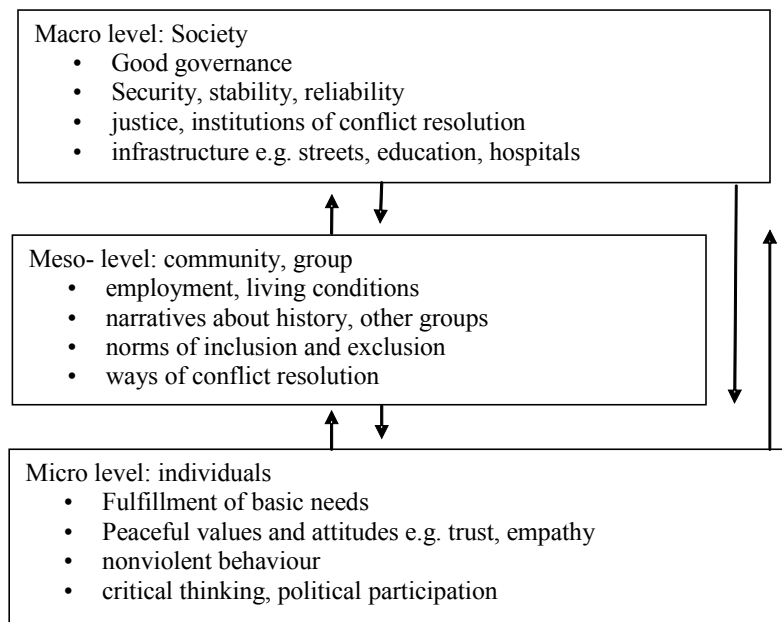 Macro level: Society
• Good governance
• Security, stability, reliability
• justice, institutions of conflict resolution
• infrastructure e.g. streets, education, hospitals
Meso- level: community, group
• employment, living conditions
• narratives about history, other groups
• norms of inclusion and exclusion
• ways of conflict resolution
Micro level: individuals
• Fulfillment of basic needs
• Peaceful values and attitudes e.g. trust, empathy
• nonviolent behaviour
• critical thinking, political participation